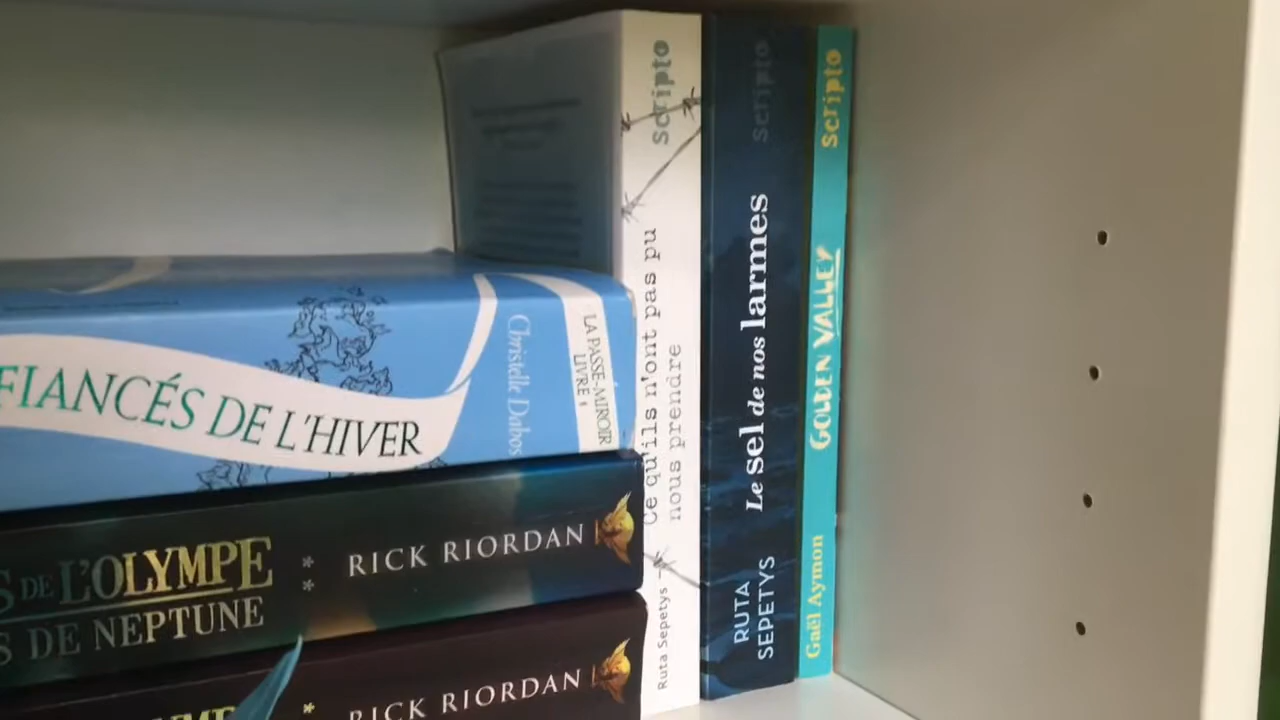 FIANCÉS DE L'HIVER
Christelle Dabos
LA PASSE-MIROIR
LIVRE 1
DE L'OLYMPE
DE NEPTUNE
RICK RIORDAN
RICK RIORDAN
scripto
Ce qu'ils n'ont pas pu
nous prendre
Ruta Sepetys
scripto
Le sel de nos larmes
RUTA
SEPETYS
scripto
GOLDEN VALLEY
Gaël Aymon